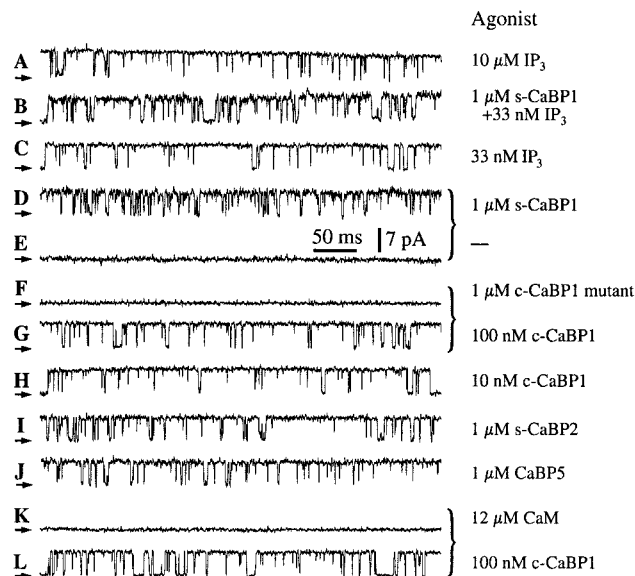 Agonist
A 10 μM IP3
B 1 μM s-CaBP1
+33 nM IP3
C 33 nM IP3
D 1 μM s-CaBP1
50 ms 7 pA
E —
F 1 μM c-CaBP1 mutant
G 100 nM c-CaBP1
H 10 nM c-CaBP1
I 1 μM s-CaBP2
J 1 μM CaBP5
K 12 μM CaM
L 100 nM c-CaBP1